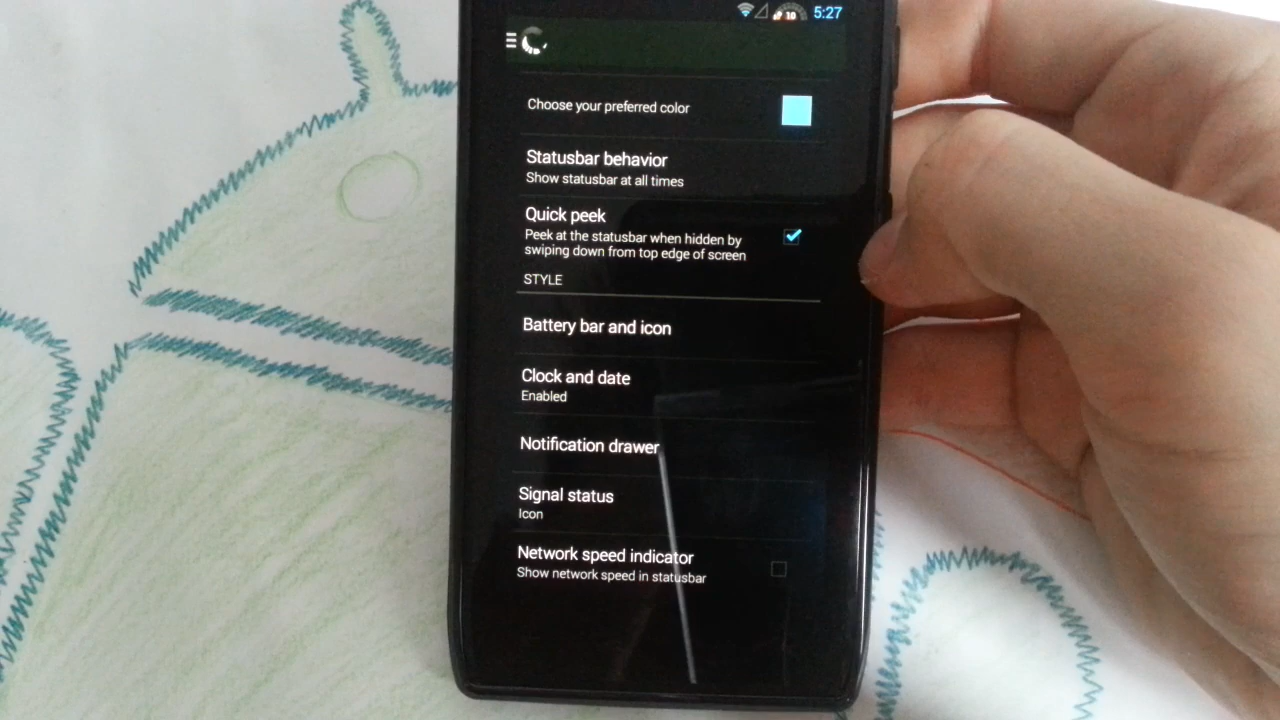 10 5:27
Choose your preferred color
Statusbar behavior
Show statusbar at all times
Quick peek
Peek at the statusbar when hidden by
swiping down from top edge of screen
STYLE
Battery bar and icon
Clock and date
Enabled
Notification drawer
Signal status
Icon
Network speed indicator
Show network speed in statusbar